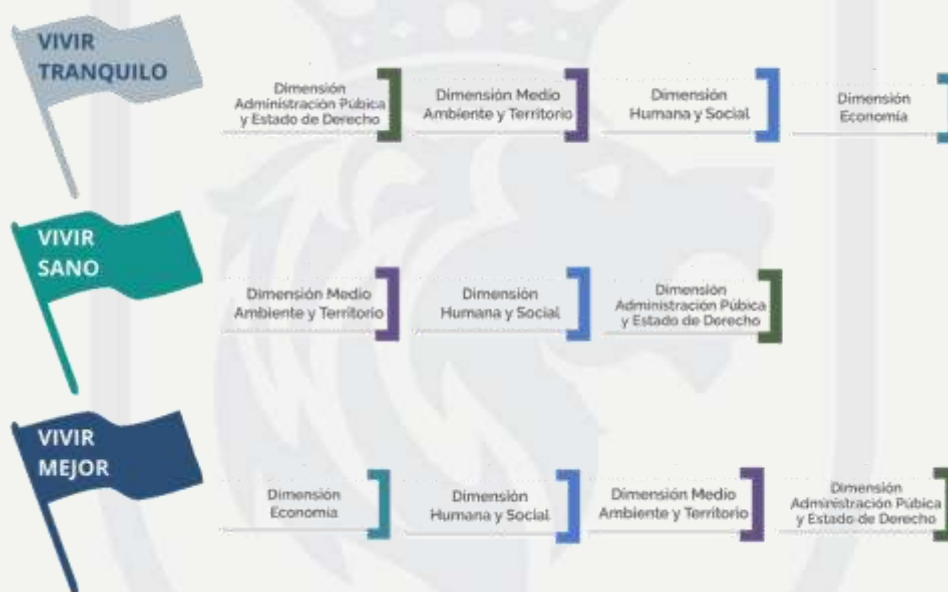 VIVIR
TRANQUILO
Dimensión
Administración Púbica
y Estado de Derecho
Dimensión Medio
Ambiente y Territorio
Dimensión
Humana y Social
Dimensión
Economía
VIVIR
SANO
Dimensión Medio
Ambiente y Territorio
Dimensión
Humana y Social
Dimensión
Administración Púbica
y Estado de Derecho
VIVIR
MEJOR
Dimensión
Economía
Dimensión
Humana y Social
Dimensión Medio
Ambiente y Territorio
Dimensión
Administración Púbica
y Estado de Derecho